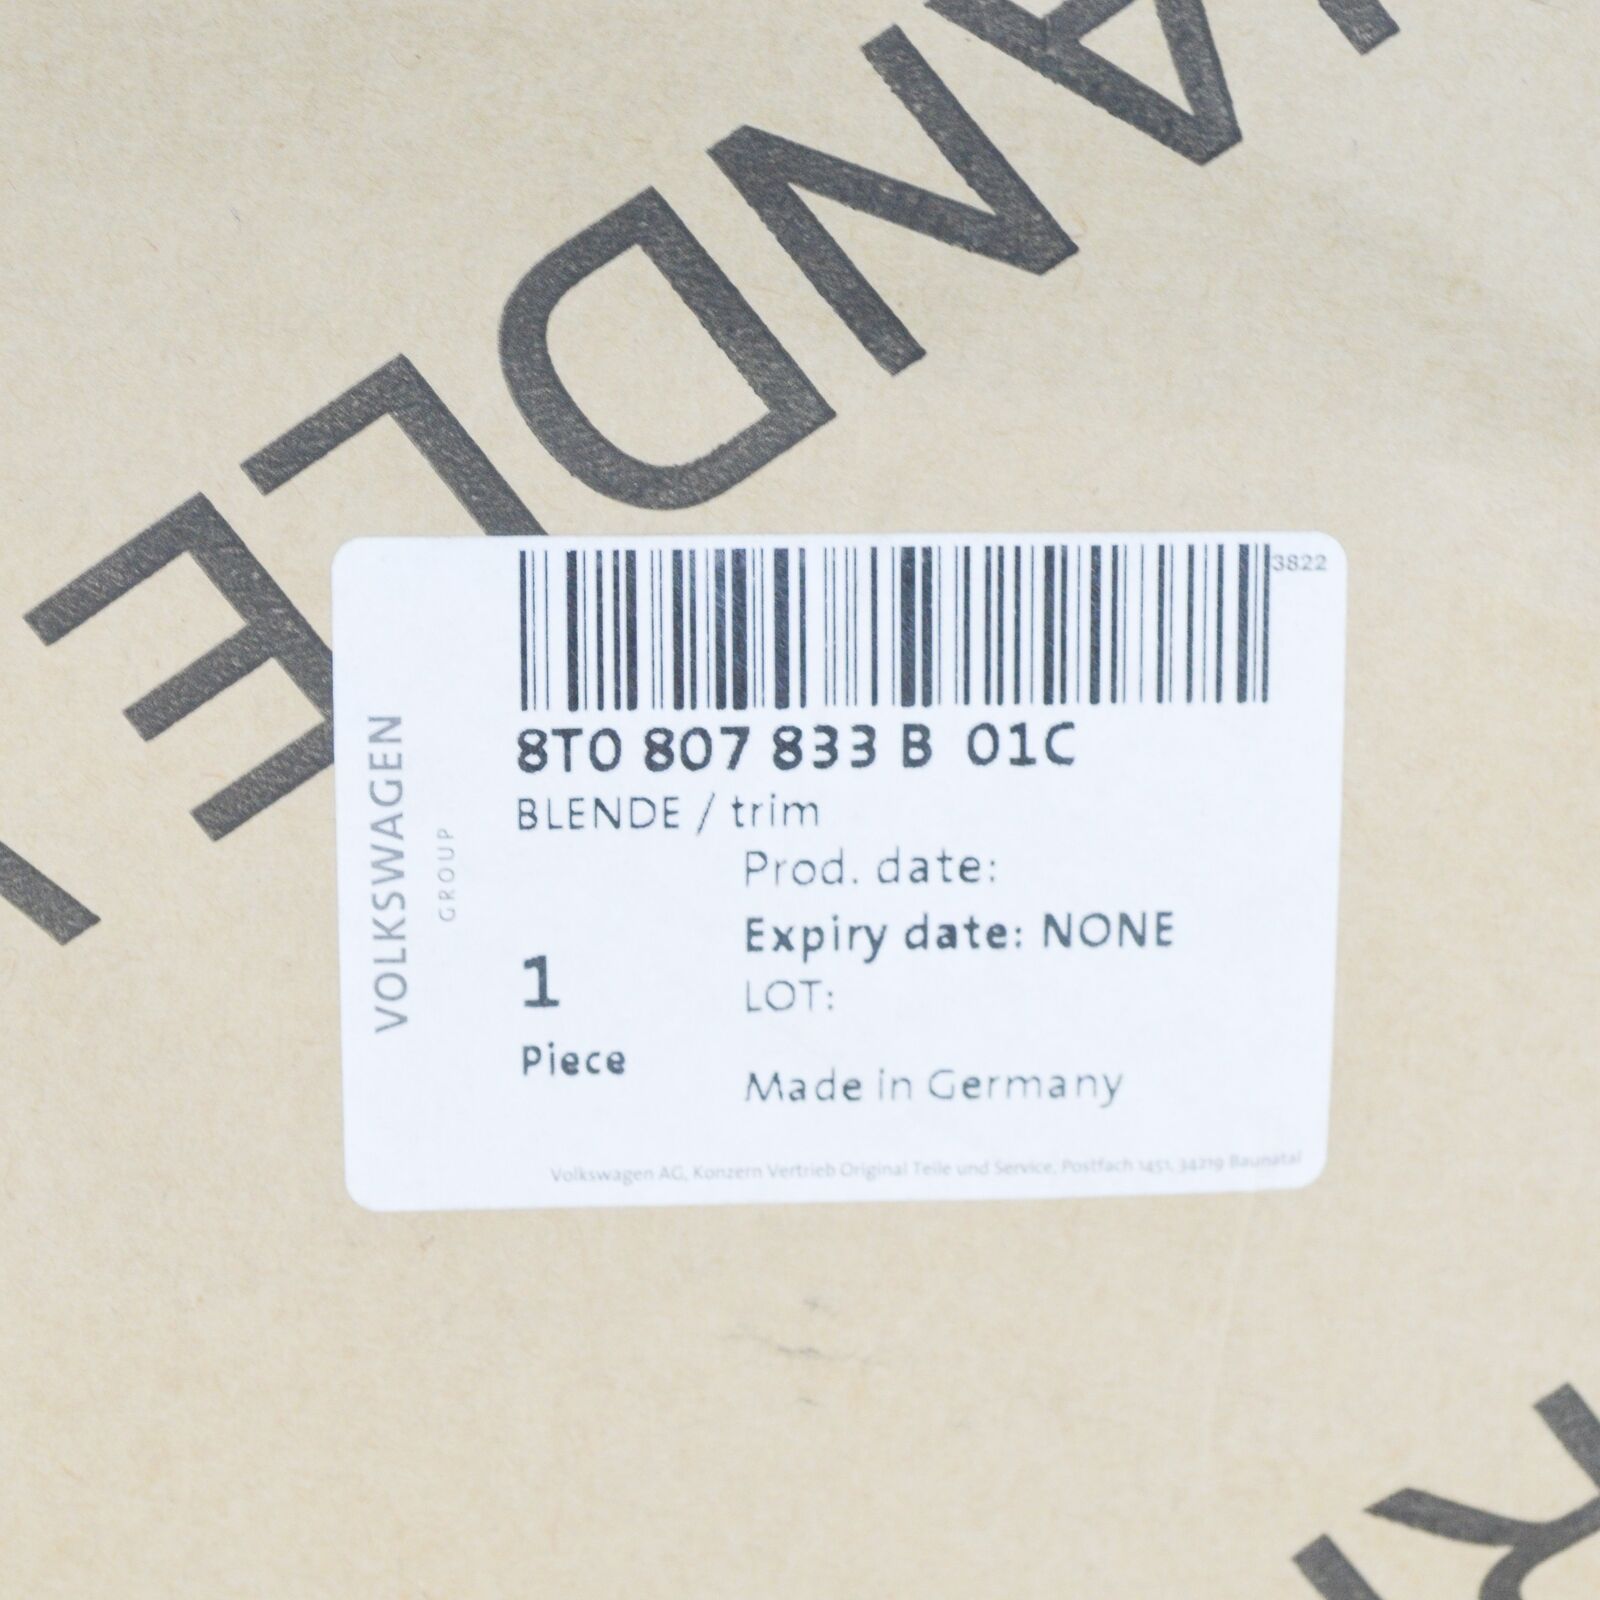 HANDLE
3822
8T0 807 833 B 01C
BLENDE / trim
Prod. date:
Expiry date: NONE
LOT:
1
Piece
Made in Germany
VOLKSWAGEN
GROUP
Volkswagen AG, Konzern Vertrieb Original Teile und Service, Postfach 1451, 34219 Baunatal